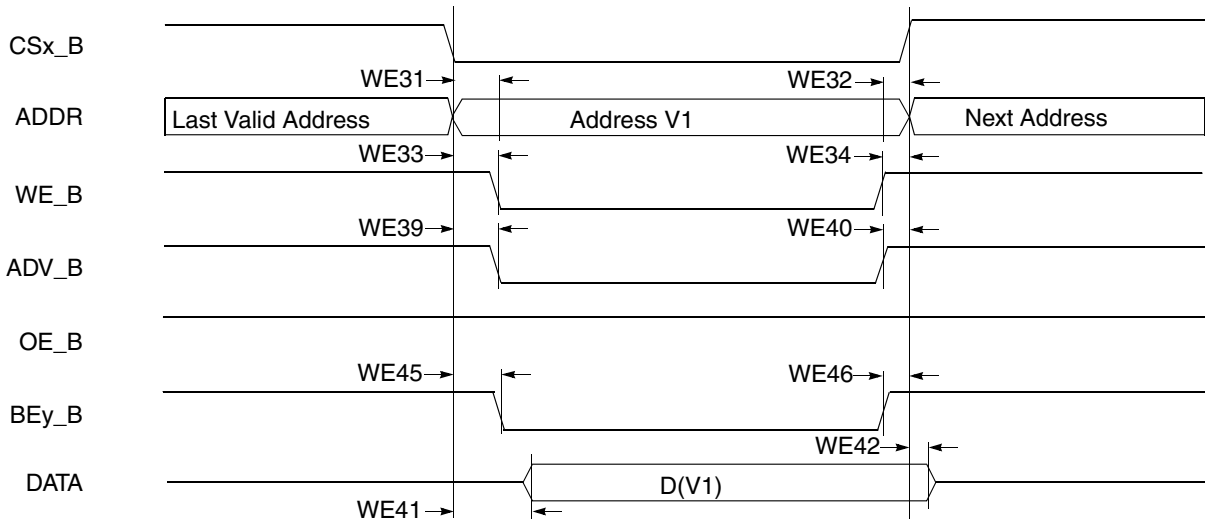 CSx_B
WE31
WE32
ADDR
Last Valid Address
Address V1
Next Address
WE33
WE34
WE_B
WE39
WE40
ADV_B
OE_B
WE45
WE46
BEy_B
WE42
DATA
D(V1)
WE41